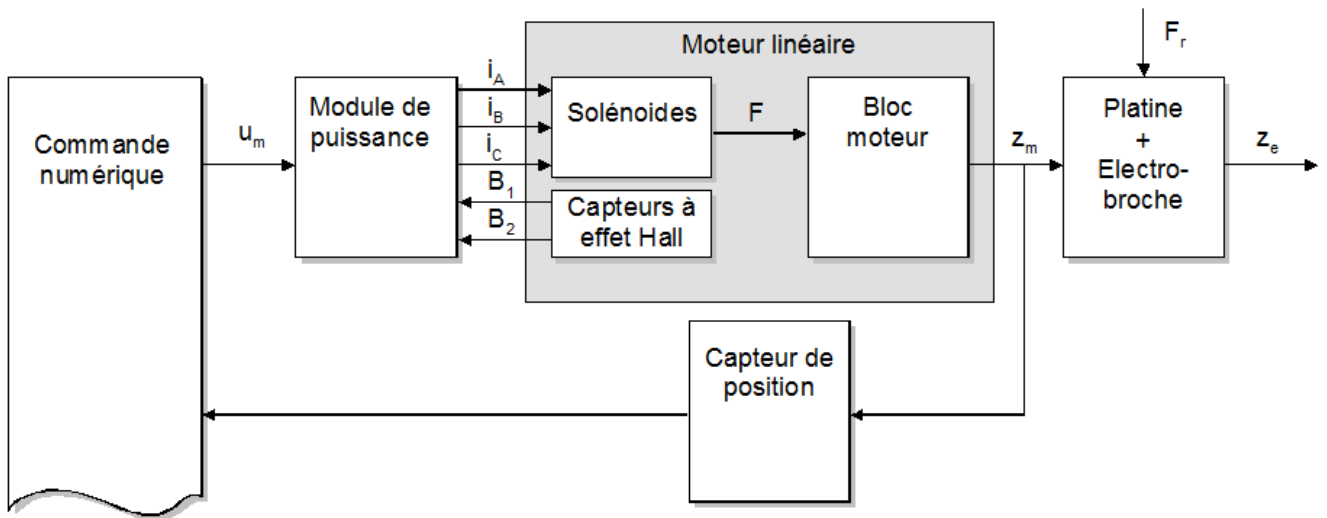 Moteur linéaire
F_r
Commande
numérique
u_m
Module de
puissance
i_A
i_B
i_C
B_1
B_2
Solénoides
Capteurs à
effet Hall
F
Bloc
moteur
z_m
Platine
+
Electro-
broche
z_e
Capteur de
position